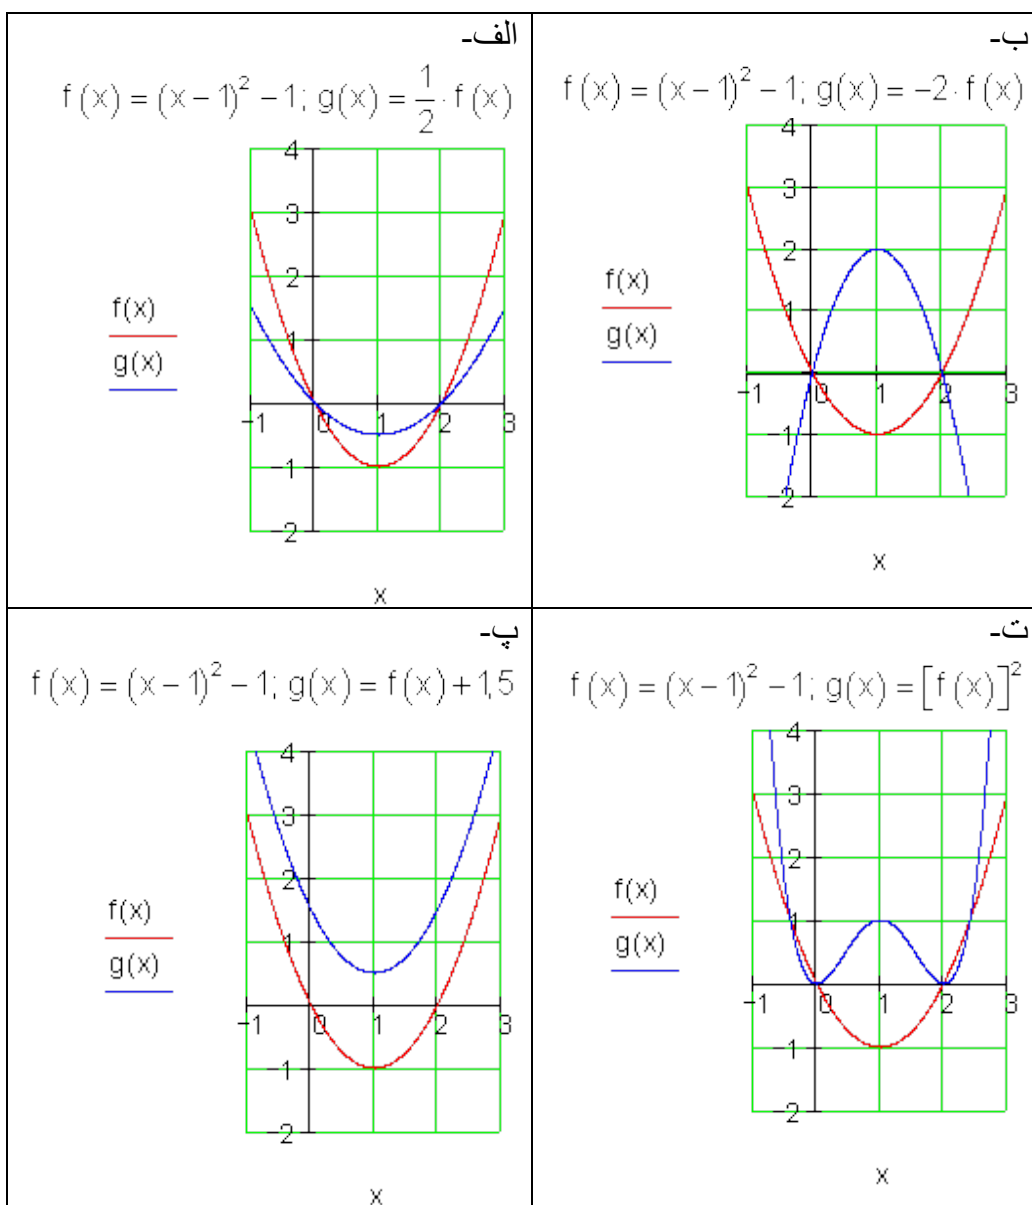 الف-
f(x) = (x − 1)² − 1; g(x) = 1/2 · f(x)
4
3
2
1
f(x)
g(x)
−1 0 1 2 3
−1
−2
x
ب-
f(x) = (x − 1)² − 1; g(x) = −2 · f(x)
4
3
2
1
f(x)
g(x)
−1 0 1 2 3
−1
−2
x
پ-
f(x) = (x − 1)² − 1; g(x) = f(x) + 1,5
4
3
2
1
f(x)
g(x)
−1 0 1 2 3
−1
−2
x
ت-
f(x) = (x − 1)² − 1; g(x) = [f(x)]²
4
3
2
1
f(x)
g(x)
−1 0 1 2 3
−1
−2
x